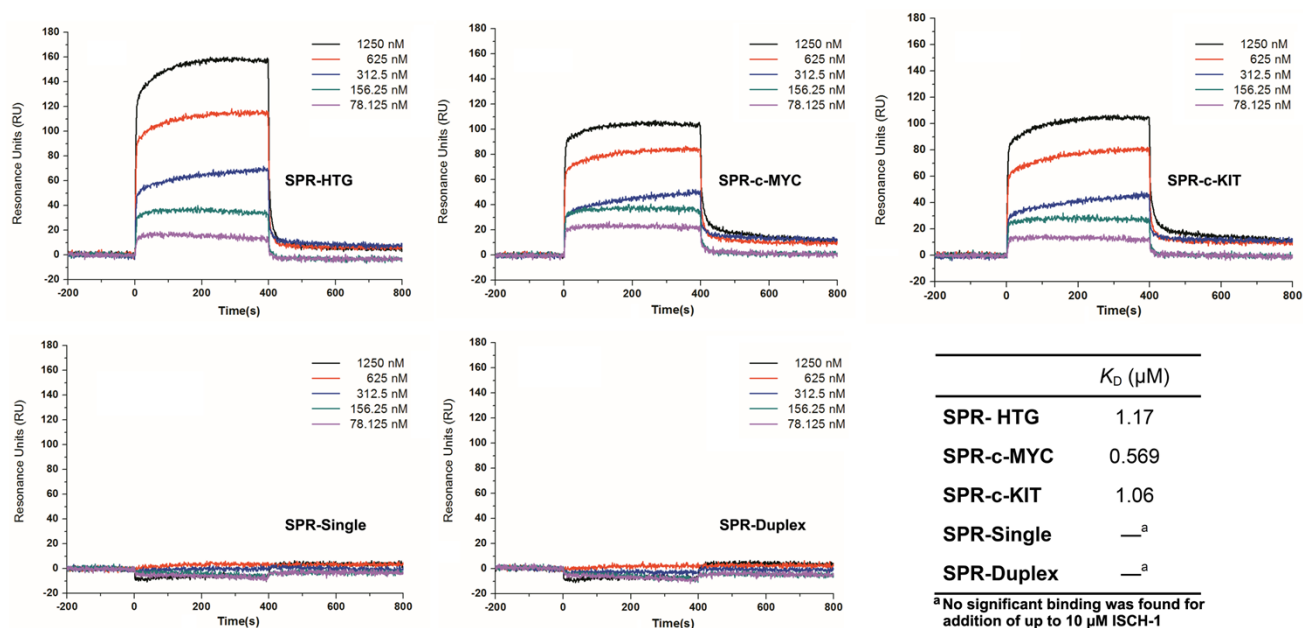 180
160
140
120
100
80
60
40
20
0
-20
Resonance Units (RU)
1250 nM
625 nM
312.5 nM
156.25 nM
78.125 nM
SPR-HTG
-200 0 200 400 600 800
Time(s)
180
160
140
120
100
80
60
40
20
0
-20
Resonance Units (RU)
1250 nM
625 nM
312.5 nM
156.25 nM
78.125 nM
SPR-c-MYC
-200 0 200 400 600 800
Time(s)
180
160
140
120
100
80
60
40
20
0
-20
Resonance Units (RU)
1250 nM
625 nM
312.5 nM
156.25 nM
78.125 nM
SPR-c-KIT
-200 0 200 400 600 800
Time(s)
180
160
140
120
100
80
60
40
20
0
-20
Resonance Units (RU)
1250 nM
625 nM
312.5 nM
156.25 nM
78.125 nM
SPR-Single
-200 0 200 400 600 800
Time(s)
180
160
140
120
100
80
60
40
20
0
-20
Resonance Units (RU)
1250 nM
625 nM
312.5 nM
156.25 nM
78.125 nM
SPR-Duplex
-200 0 200 400 600 800
Time(s)
KD (μM)
SPR- HTG 1.17
SPR-c-MYC 0.569
SPR-c-KIT 1.06
SPR-Single —a
SPR-Duplex —a
a No significant binding was found for
addition of up to 10 μM ISCH-1